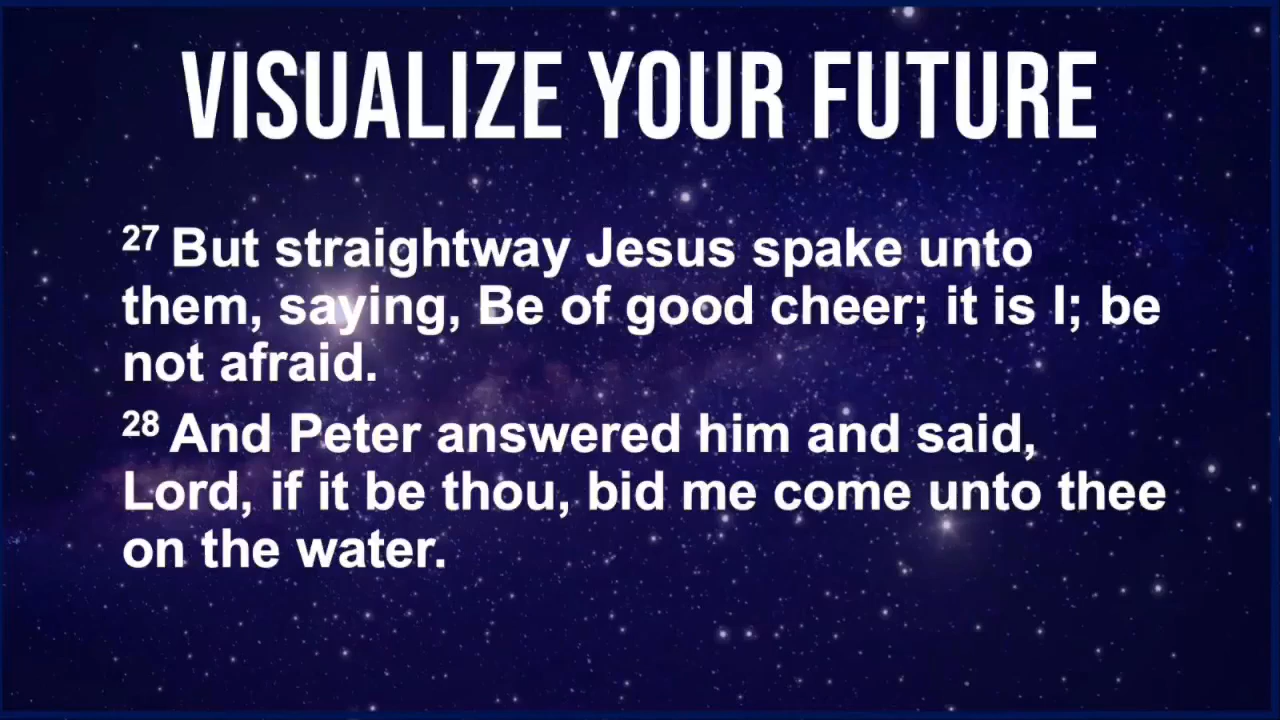 VISUALIZE YOUR FUTURE
27 But straightway Jesus spake unto
them, saying, Be of good cheer; it is I; be
not afraid.
28 And Peter answered him and said,
Lord, if it be thou, bid me come unto thee
on the water.